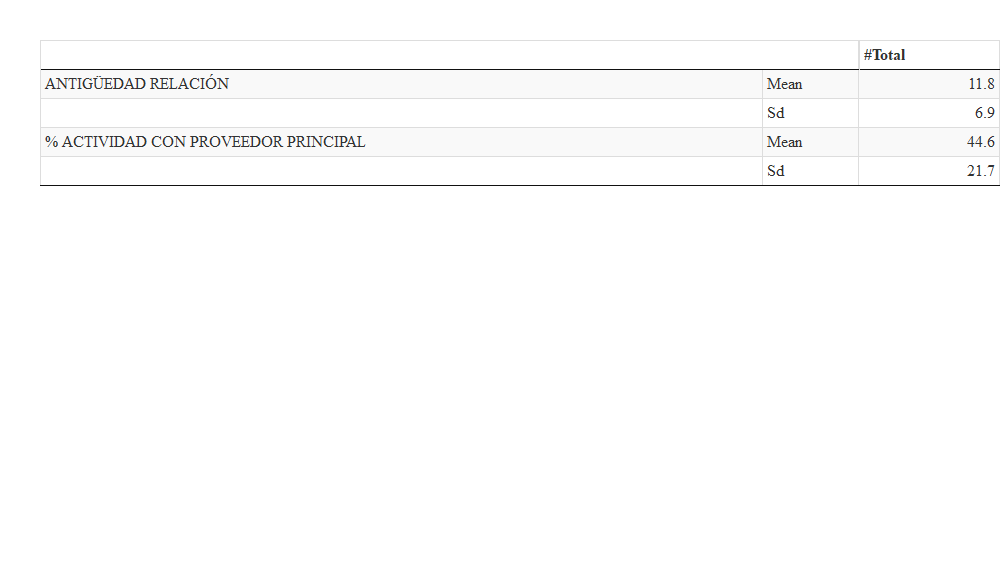 #Total
ANTIGÜEDAD RELACIÓN Mean 11.8
Sd 6.9
% ACTIVIDAD CON PROVEEDOR PRINCIPAL Mean 44.6
Sd 21.7